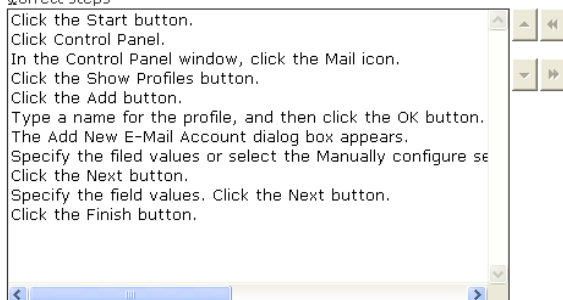 Correct steps
Click the Start button.
Click Control Panel.
In the Control Panel window, click the Mail icon.
Click the Show Profiles button.
Click the Add button.
Type a name for the profile, and then click the OK button.
The Add New E-Mail Account dialog box appears.
Specify the filed values or select the Manually configure se
Click the Next button.
Specify the field values. Click the Next button.
Click the Finish button.